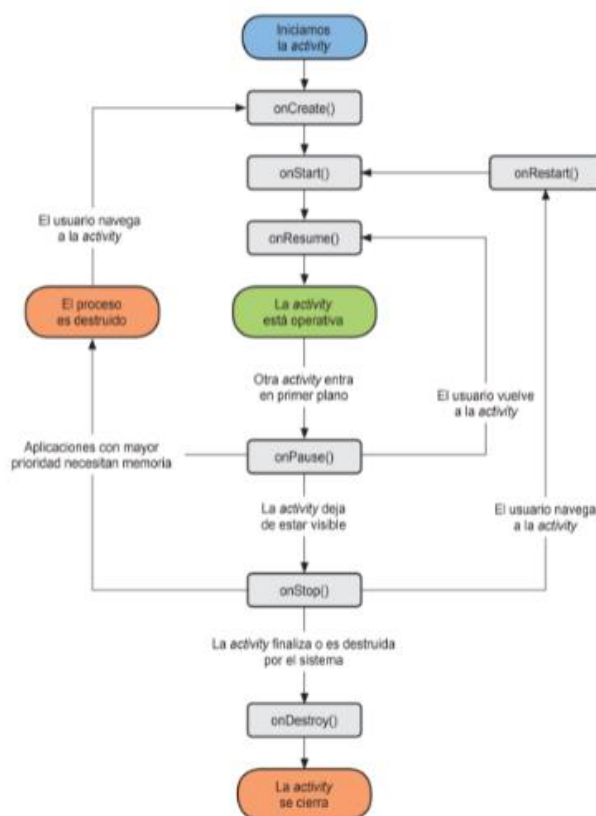 Iniciamos
la activity
onCreate()
onStart()
onRestart()
El usuario navega
a la activity
onResume()
El proceso
es destruido
La activity
está operativa
Otra activity entra
en primer plano
El usuario vuelve
a la activity
Aplicaciones con mayor
prioridad necesitan memoria
onPause()
La activity deja
de estar visible
El usuario navega
a la activity
onStop()
La activity finaliza o es destruida
por el sistema
onDestroy()
La activity
se cierra